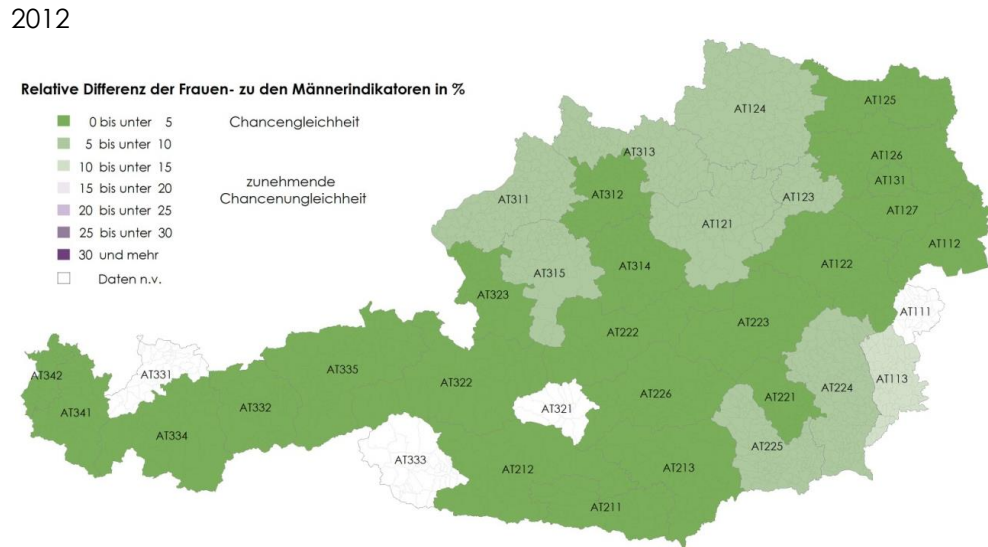 2012
Relative Differenz der Frauen- zu den Männerindikatoren in %
0 bis unter 5
Chancengleichheit
5 bis unter 10
10 bis unter 15
15 bis unter 20
zunehmende
Chancenungleichheit
20 bis unter 25
25 bis unter 30
30 und mehr
Daten n.v.
AT124
AT125
AT313
AT126
AT131
AT312
AT123
AT311
AT127
AT121
AT112
AT314
AT122
AT315
AT323
AT111
AT223
AT222
AT335
AT342
AT331
AT113
AT322
AT224
AT226
AT221
AT332
AT321
AT341
AT334
AT225
AT333
AT212
AT213
AT211